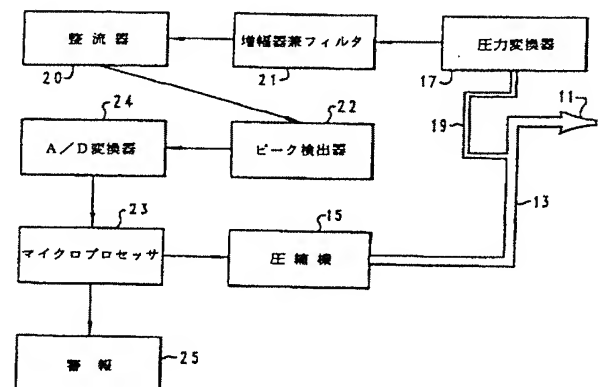 整流器
20
増幅器兼フィルタ
21
圧力変換器
17
11
19
24
A/D変換器
22
ピーク検出器
13
23
マイクロプロセッサ
15
圧縮機
警報
25